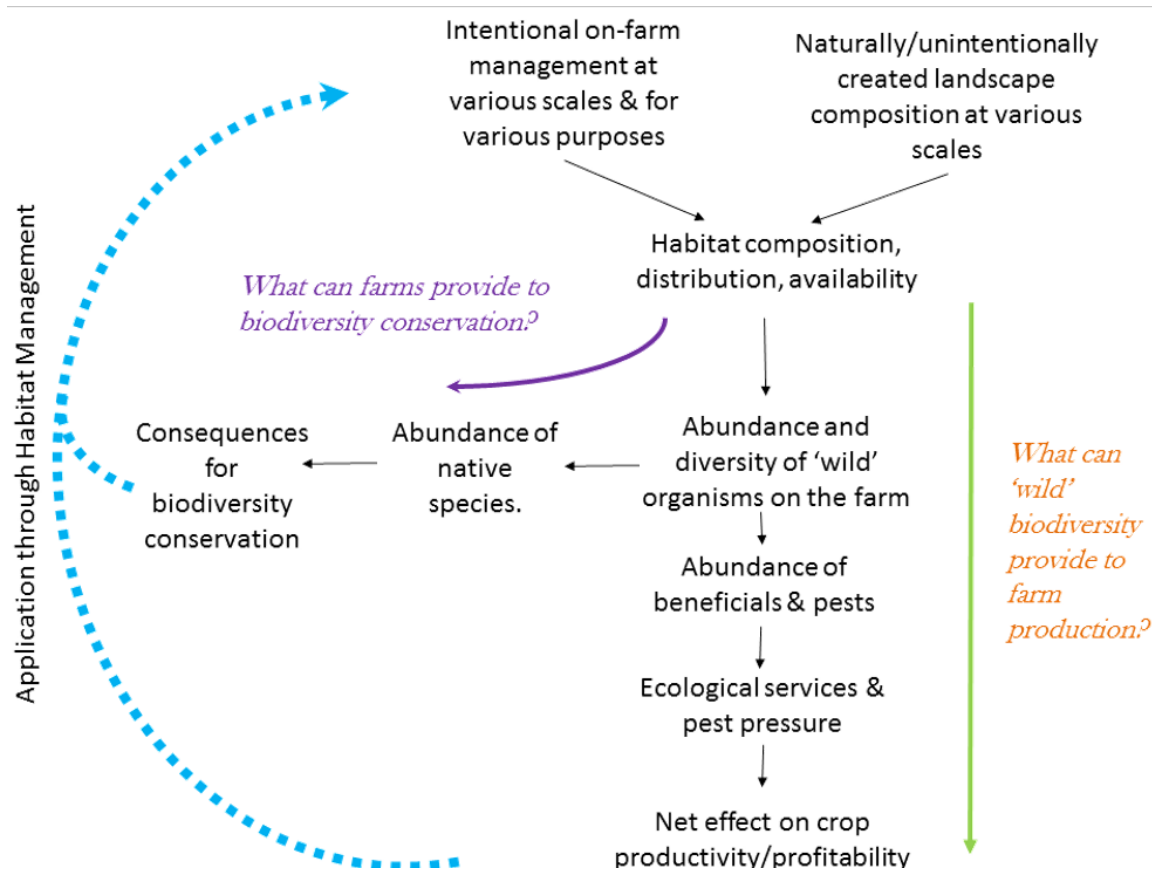 Intentional on-farm
management at
various scales & for
various purposes
Naturally/unintentionally
created landscape
composition at various
scales
Habitat composition,
distribution, availability
What can farms provide to
biodiversity conservation?
Application through Habitat Management
Consequences
for
biodiversity
conservation
Abundance of
native
species.
Abundance and
diversity of ‘wild’
organisms on the farm
What can
‘wild’
biodiversity
provide to
farm
production?
Abundance of
beneficials & pests
Ecological services &
pest pressure
Net effect on crop
productivity/profitability